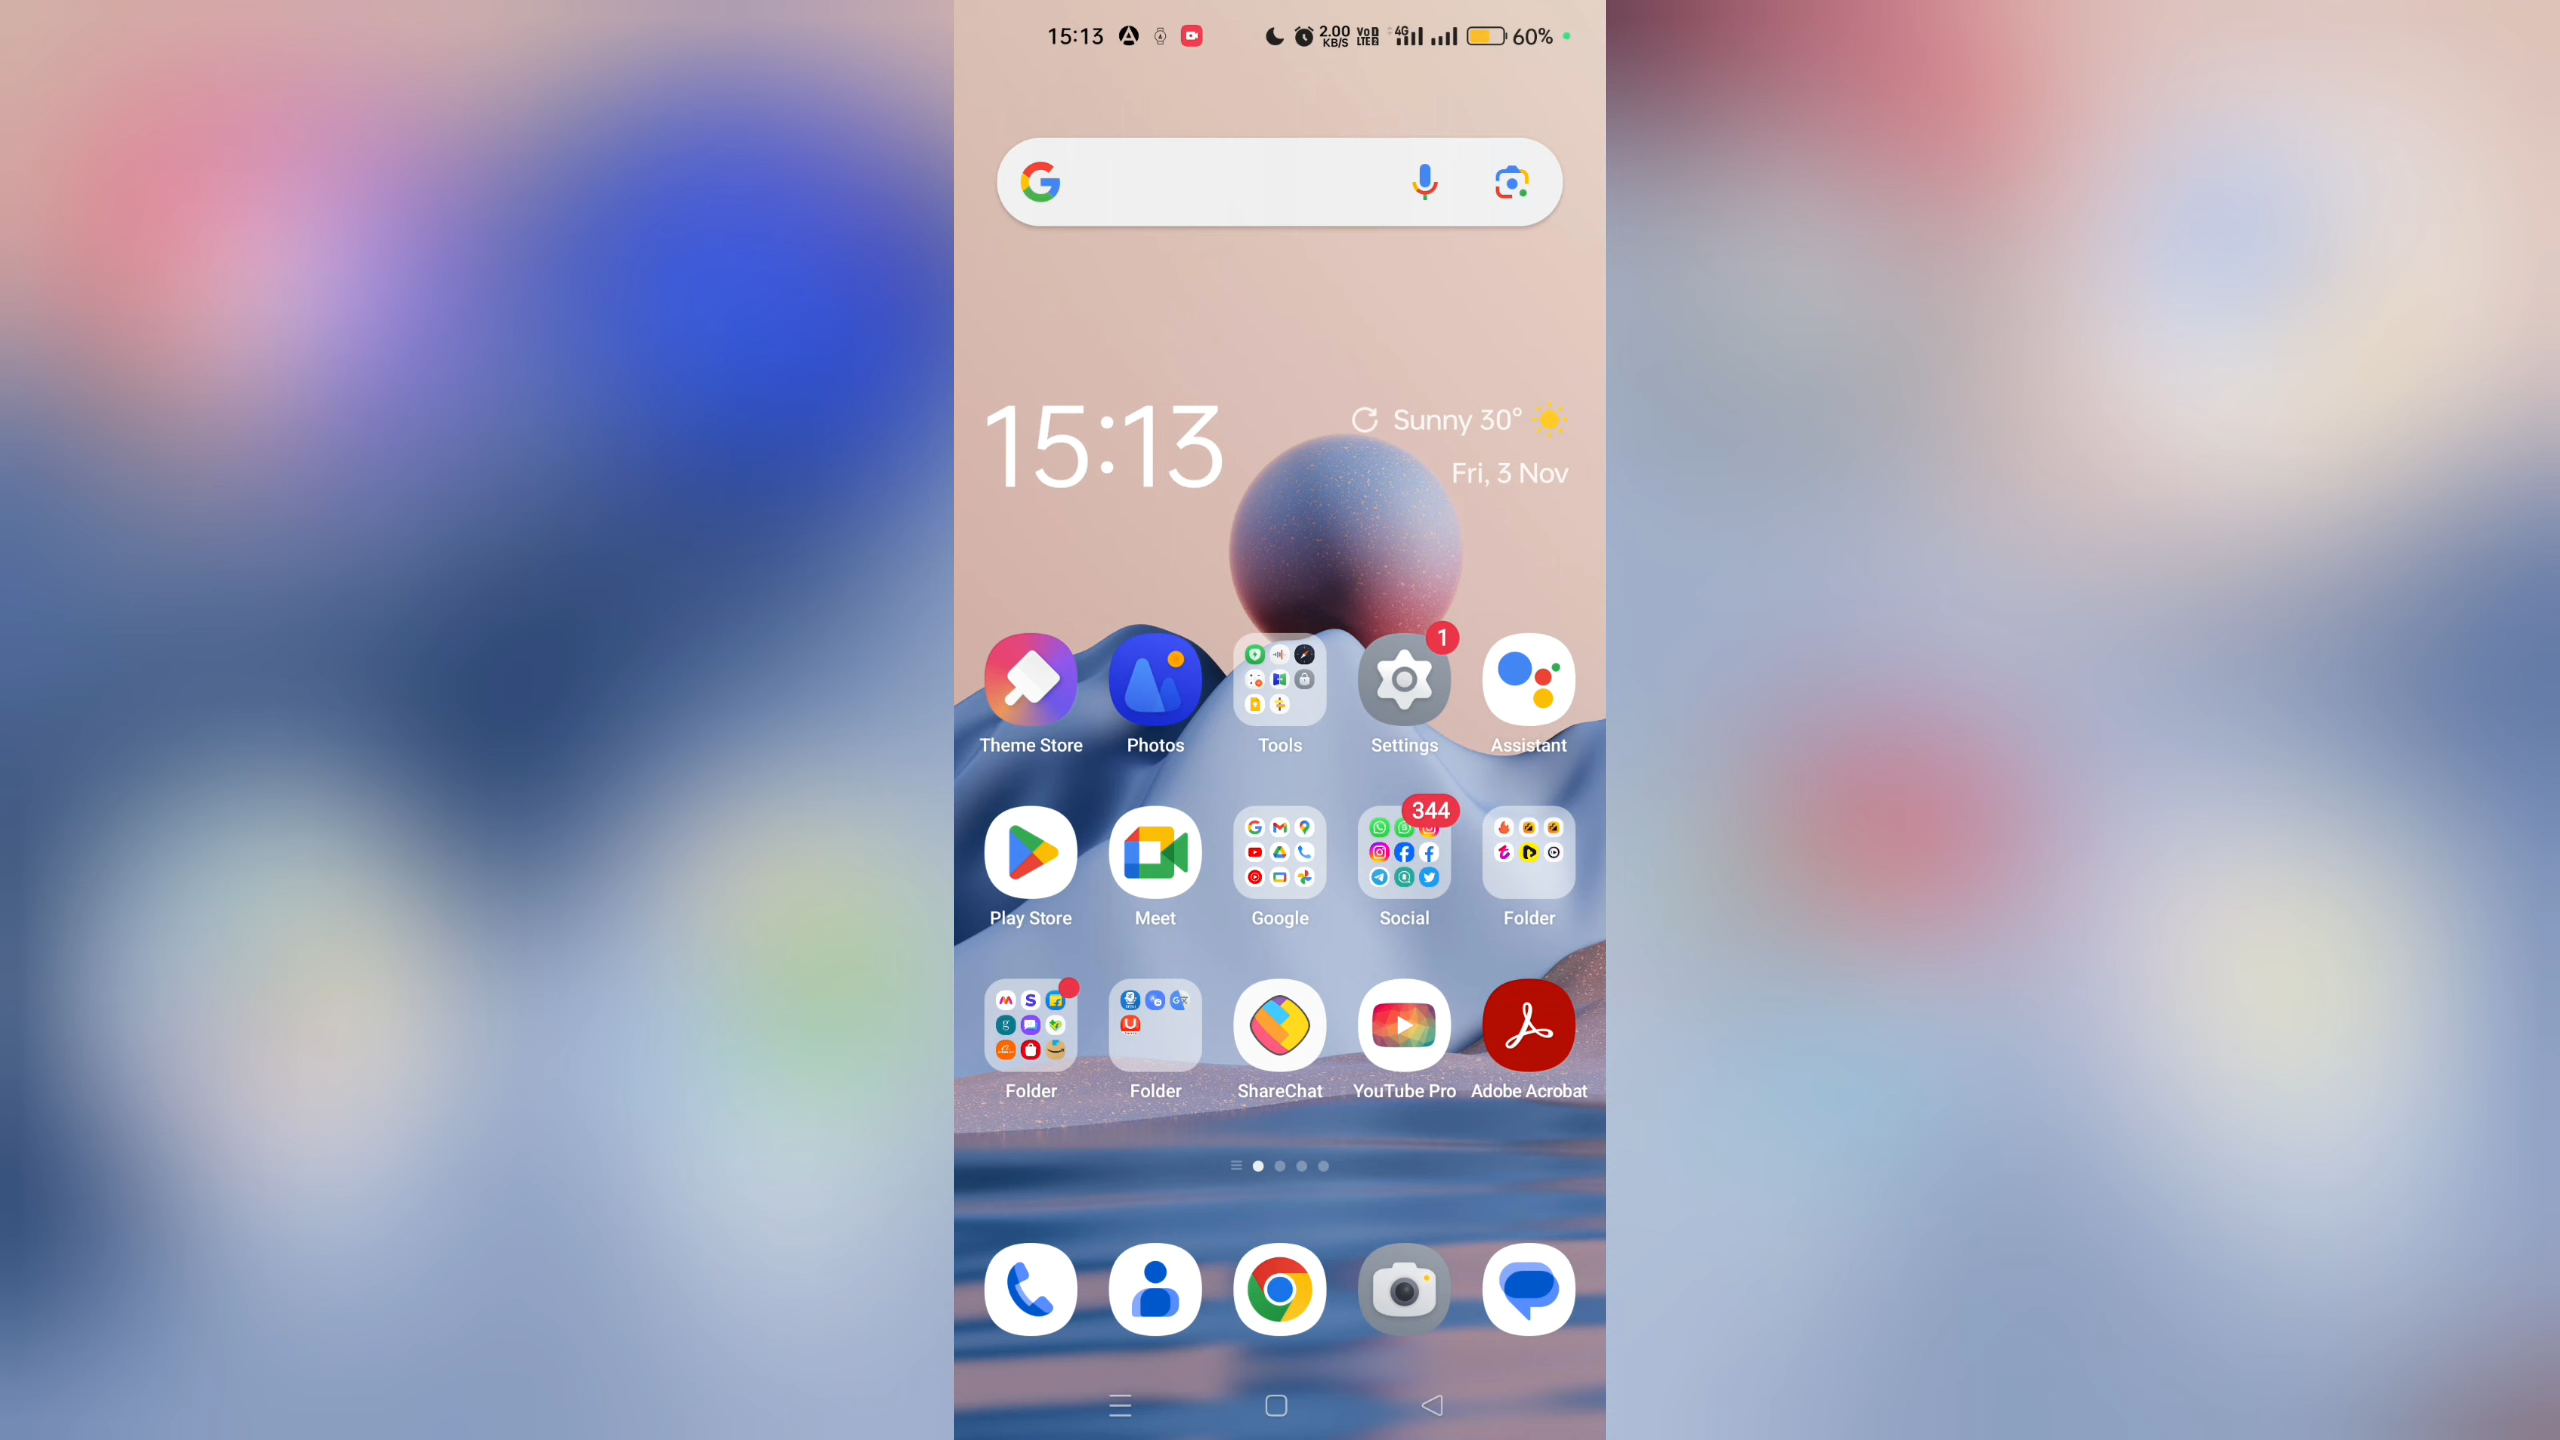 15:13 2.00 KB/S VoD LTE2 4G 60%
15:13
Sunny 30°
Fri, 3 Nov
1
Theme Store Photos Tools Settings Assistant
344
Play Store Meet Google Social Folder
Folder Folder ShareChat YouTube Pro Adobe Acrobat